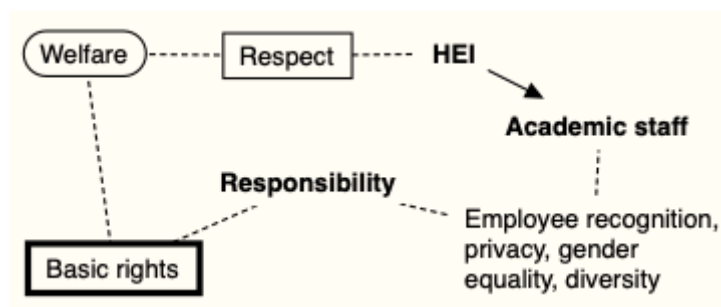 Welfare
Respect
HEI
Academic staff
Responsibility
Employee recognition,
privacy, gender
equality, diversity
Basic rights